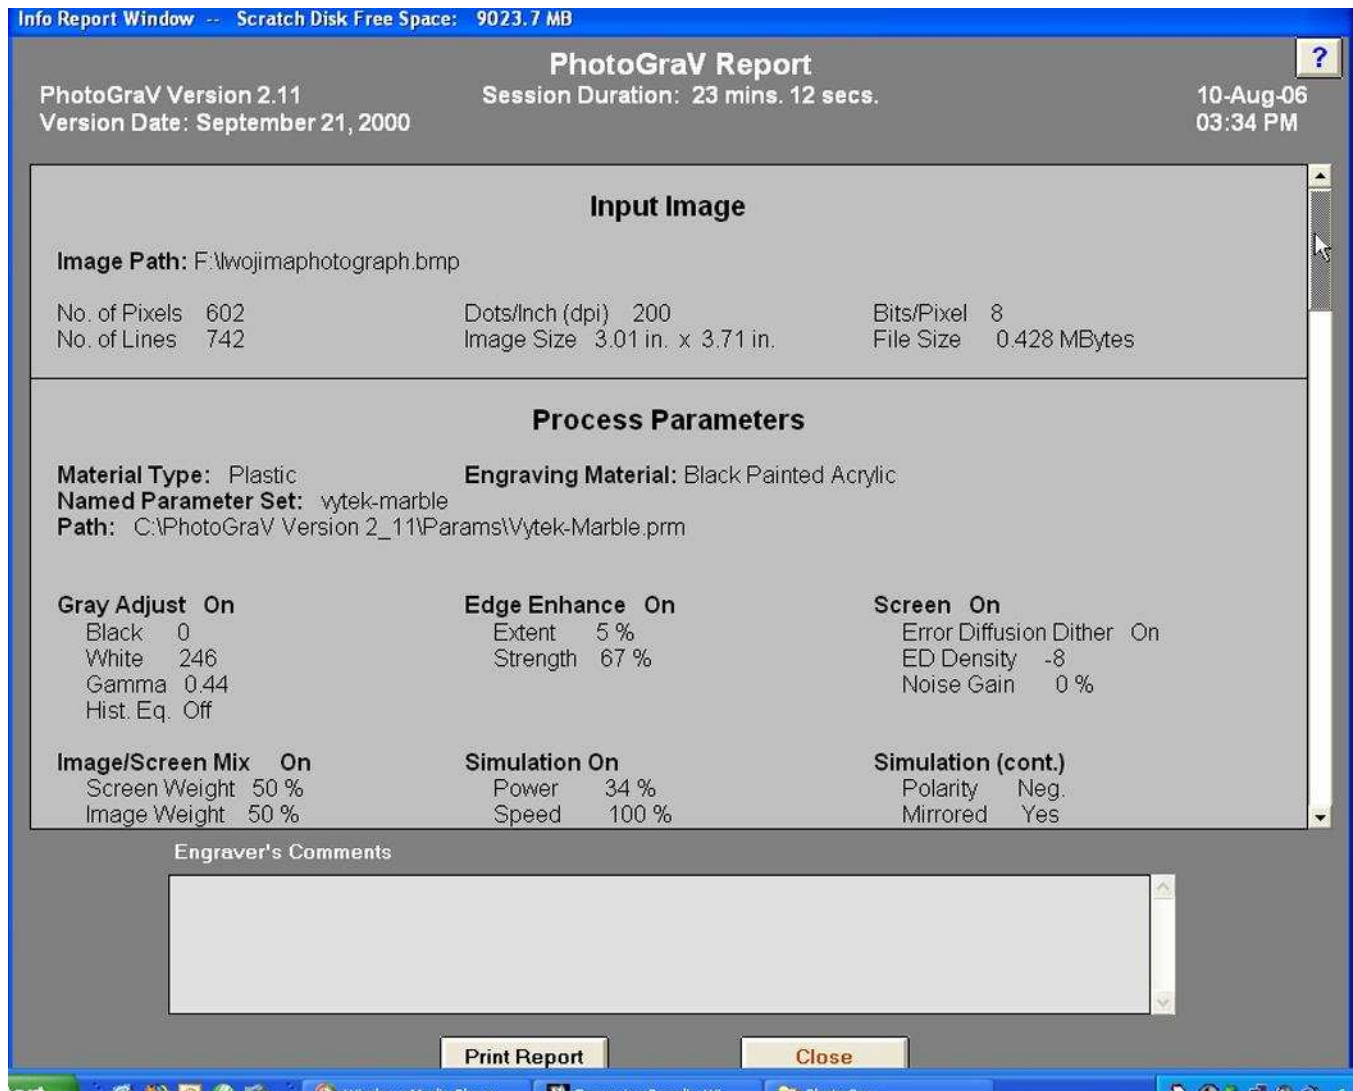 Info Report Window -- Scratch Disk Free Space: 9023.7 MB
PhotoGraV Report
?
PhotoGraV Version 2.11 Session Duration: 23 mins. 12 secs. 10-Aug-06
Version Date: September 21, 2000 03:34 PM
Input Image
Image Path: F:\Iwojimaphotograph.bmp
No. of Pixels 602 Dots/Inch (dpi) 200 Bits/Pixel 8
No. of Lines 742 Image Size 3.01 in. x 3.71 in. File Size 0.428 MBytes
Process Parameters
Material Type: Plastic Engraving Material: Black Painted Acrylic
Named Parameter Set: vytek-marble
Path: C:\PhotoGraV Version 2_11\Params\Vytek-Marble.prm
Gray Adjust On Edge Enhance On Screen On
Black 0 Extent 5 % Error Diffusion Dither On
White 246 Strength 67 % ED Density -8
Gamma 0.44 Noise Gain 0 %
Hist. Eq. Off
Image/Screen Mix On Simulation On Simulation (cont.)
Screen Weight 50 % Power 34 % Polarity Neg.
Image Weight 50 % Speed 100 % Mirrored Yes
Engraver's Comments
Print Report Close